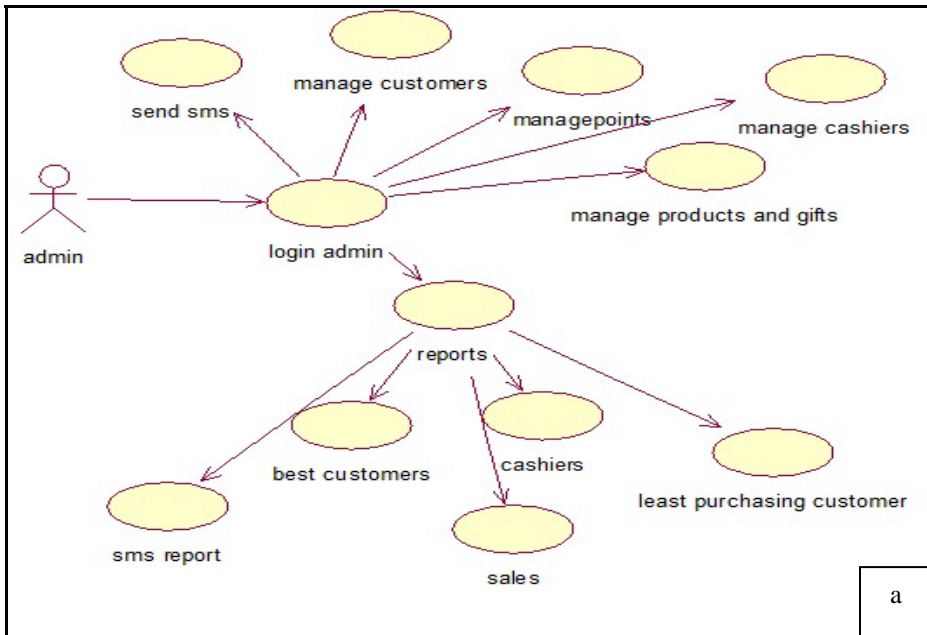 manage customers
send sms
managepoints
manage cashiers
manage products and gifts
admin
login admin
reports
best customers
cashiers
least purchasing customer
sms report
sales
a